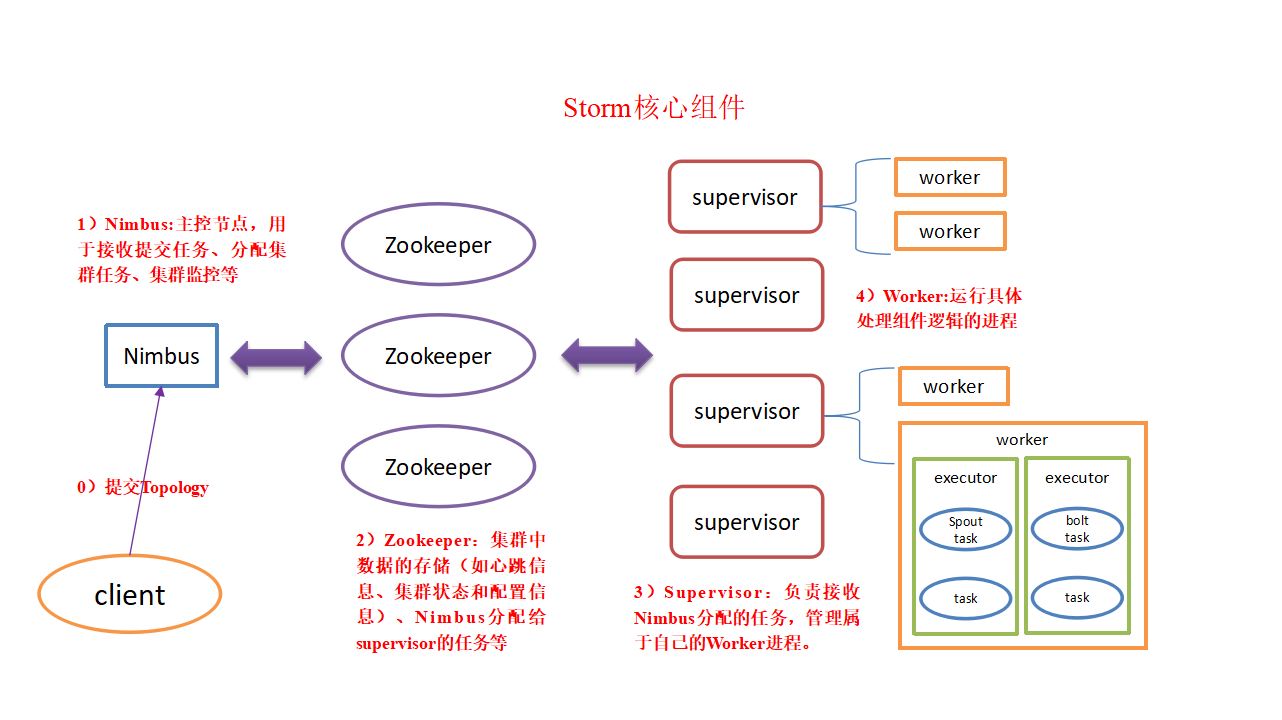 Storm核心组件
1）Nimbus:主控节点，用
于接收提交任务、分配集
群任务、集群监控等
Nimbus
0）提交Topology
client
Zookeeper
Zookeeper
Zookeeper
2）Zookeeper：集群中
数据的存储（如心跳信
息、集群状态和配置信
息）、Nimbus分配给
supervisor的任务等
supervisor
supervisor
supervisor
supervisor
3）Supervisor：负责接收
Nimbus分配的任务，管理属
于自己的Worker进程。
worker
worker
4）Worker:运行具体
处理组件逻辑的进程
worker
worker
executor
Spout
task
task
executor
bolt
task
task